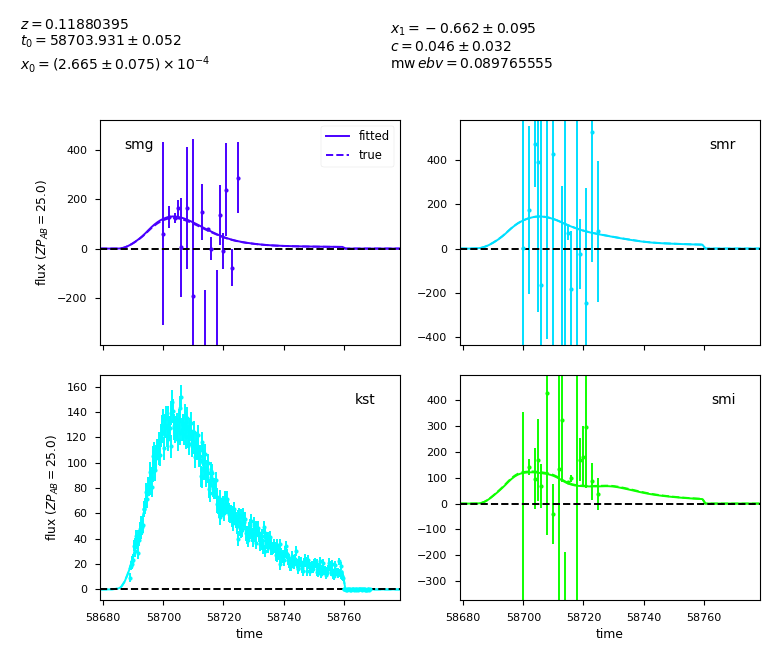 z = 0.11880395
t₀ = 58703.931 ± 0.052
x₀ = (2.665 ± 0.075) × 10⁻⁴
x₁ = −0.662 ± 0.095
c = 0.046 ± 0.032
mw ebv = 0.089765555
smg
fitted
true
400
200
0
−200
flux (ZP_AB = 25.0)
smr
400
200
0
−200
−400
kst
160
140
120
100
80
60
40
20
0
flux (ZP_AB = 25.0)
58680 58700 58720 58740 58760
time
smi
400
300
200
100
0
−100
−200
−300
58680 58700 58720 58740 58760
time